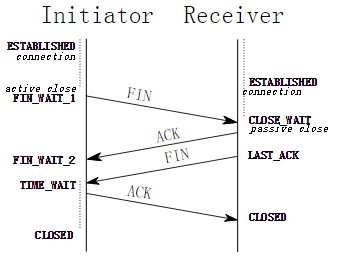 Initiator Receiver
ESTABLISHED
connection
active close
FIN_WAIT_1
FIN
ESTABLISHED
connection
CLOSE_WAIT
passive close
ACK
FIN
FIN_WAIT_2
LAST_ACK
TIME_WAIT
ACK
CLOSED
CLOSED